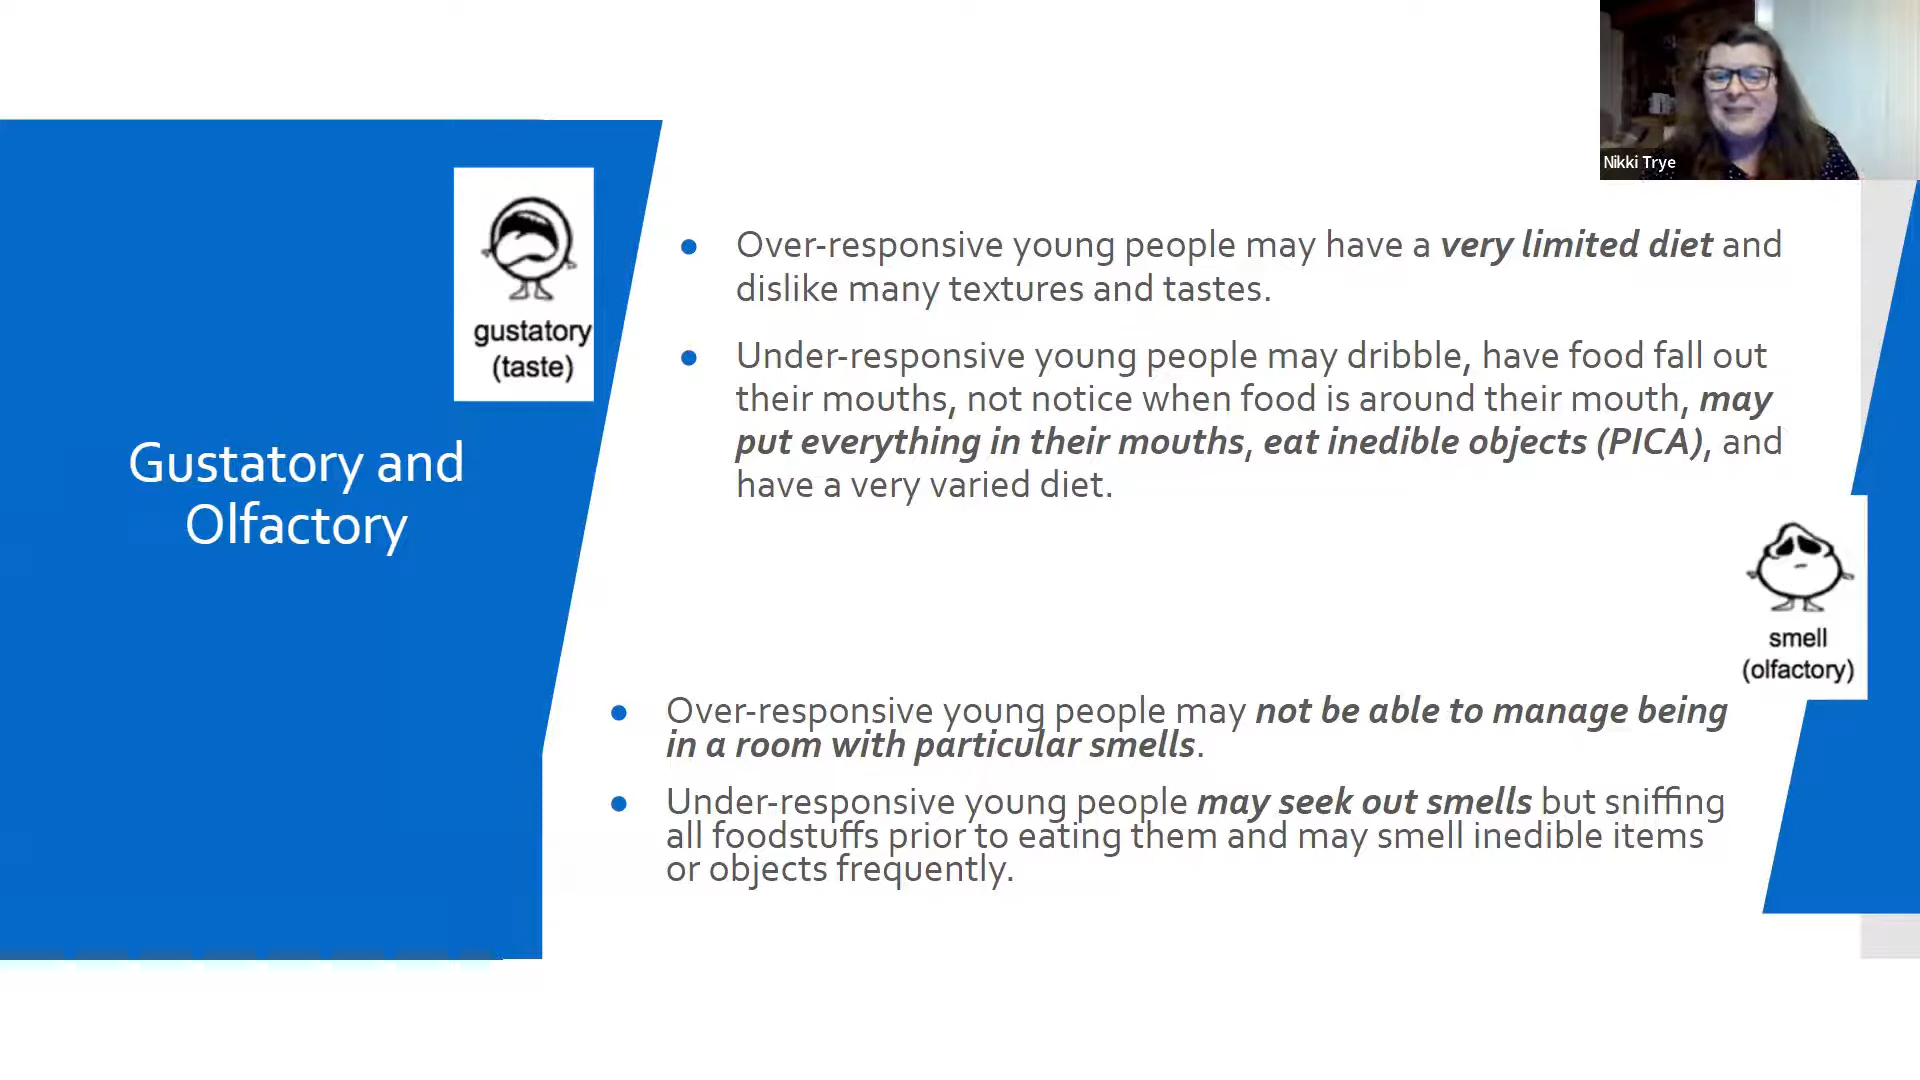 Nikki Trye
gustatory
(taste)
Gustatory and
Olfactory
● Over-responsive young people may have a very limited diet and
dislike many textures and tastes.
● Under-responsive young people may dribble, have food fall out
their mouths, not notice when food is around their mouth, may
put everything in their mouths, eat inedible objects (PICA), and
have a very varied diet.
smell
(olfactory)
● Over-responsive young people may not be able to manage being
in a room with particular smells.
● Under-responsive young people may seek out smells but sniffing
all foodstuffs prior to eating them and may smell inedible items
or objects frequently.